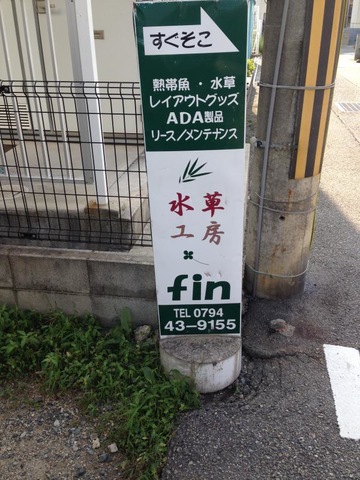 すぐそこ
熱帯魚・水草
レイアウトグッズ
ADA製品
リース/メンテナンス
水草
工房
fin
TEL 0794
43-9155